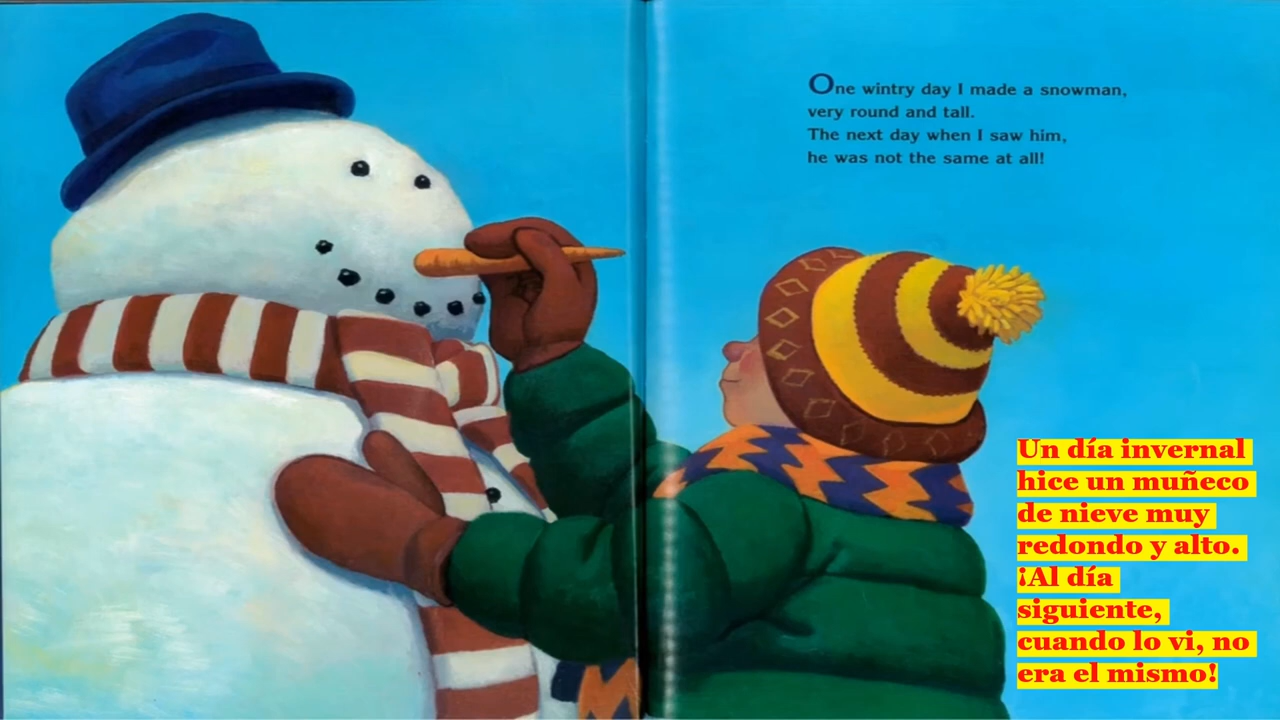 One wintry day I made a snowman,
very round and tall.
The next day when I saw him,
he was not the same at all!
Un día invernal
hice un muñeco
de nieve muy
redondo y alto.
¡Al día
siguiente,
cuando lo vi, no
era el mismo!